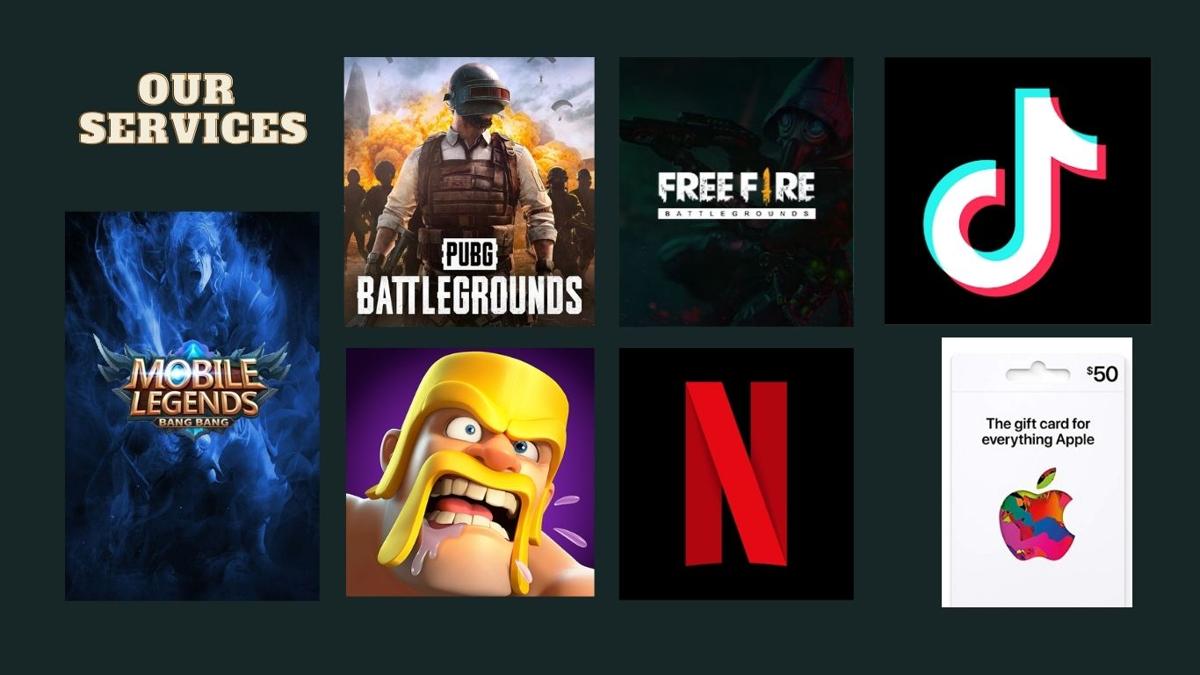 OUR
SERVICES
MOBILE
LEGENDS
BANG BANG
PUBG
BATTLEGROUNDS
FREE FIRE
BATTLEGROUNDS
N
$50
The gift card for
everything Apple